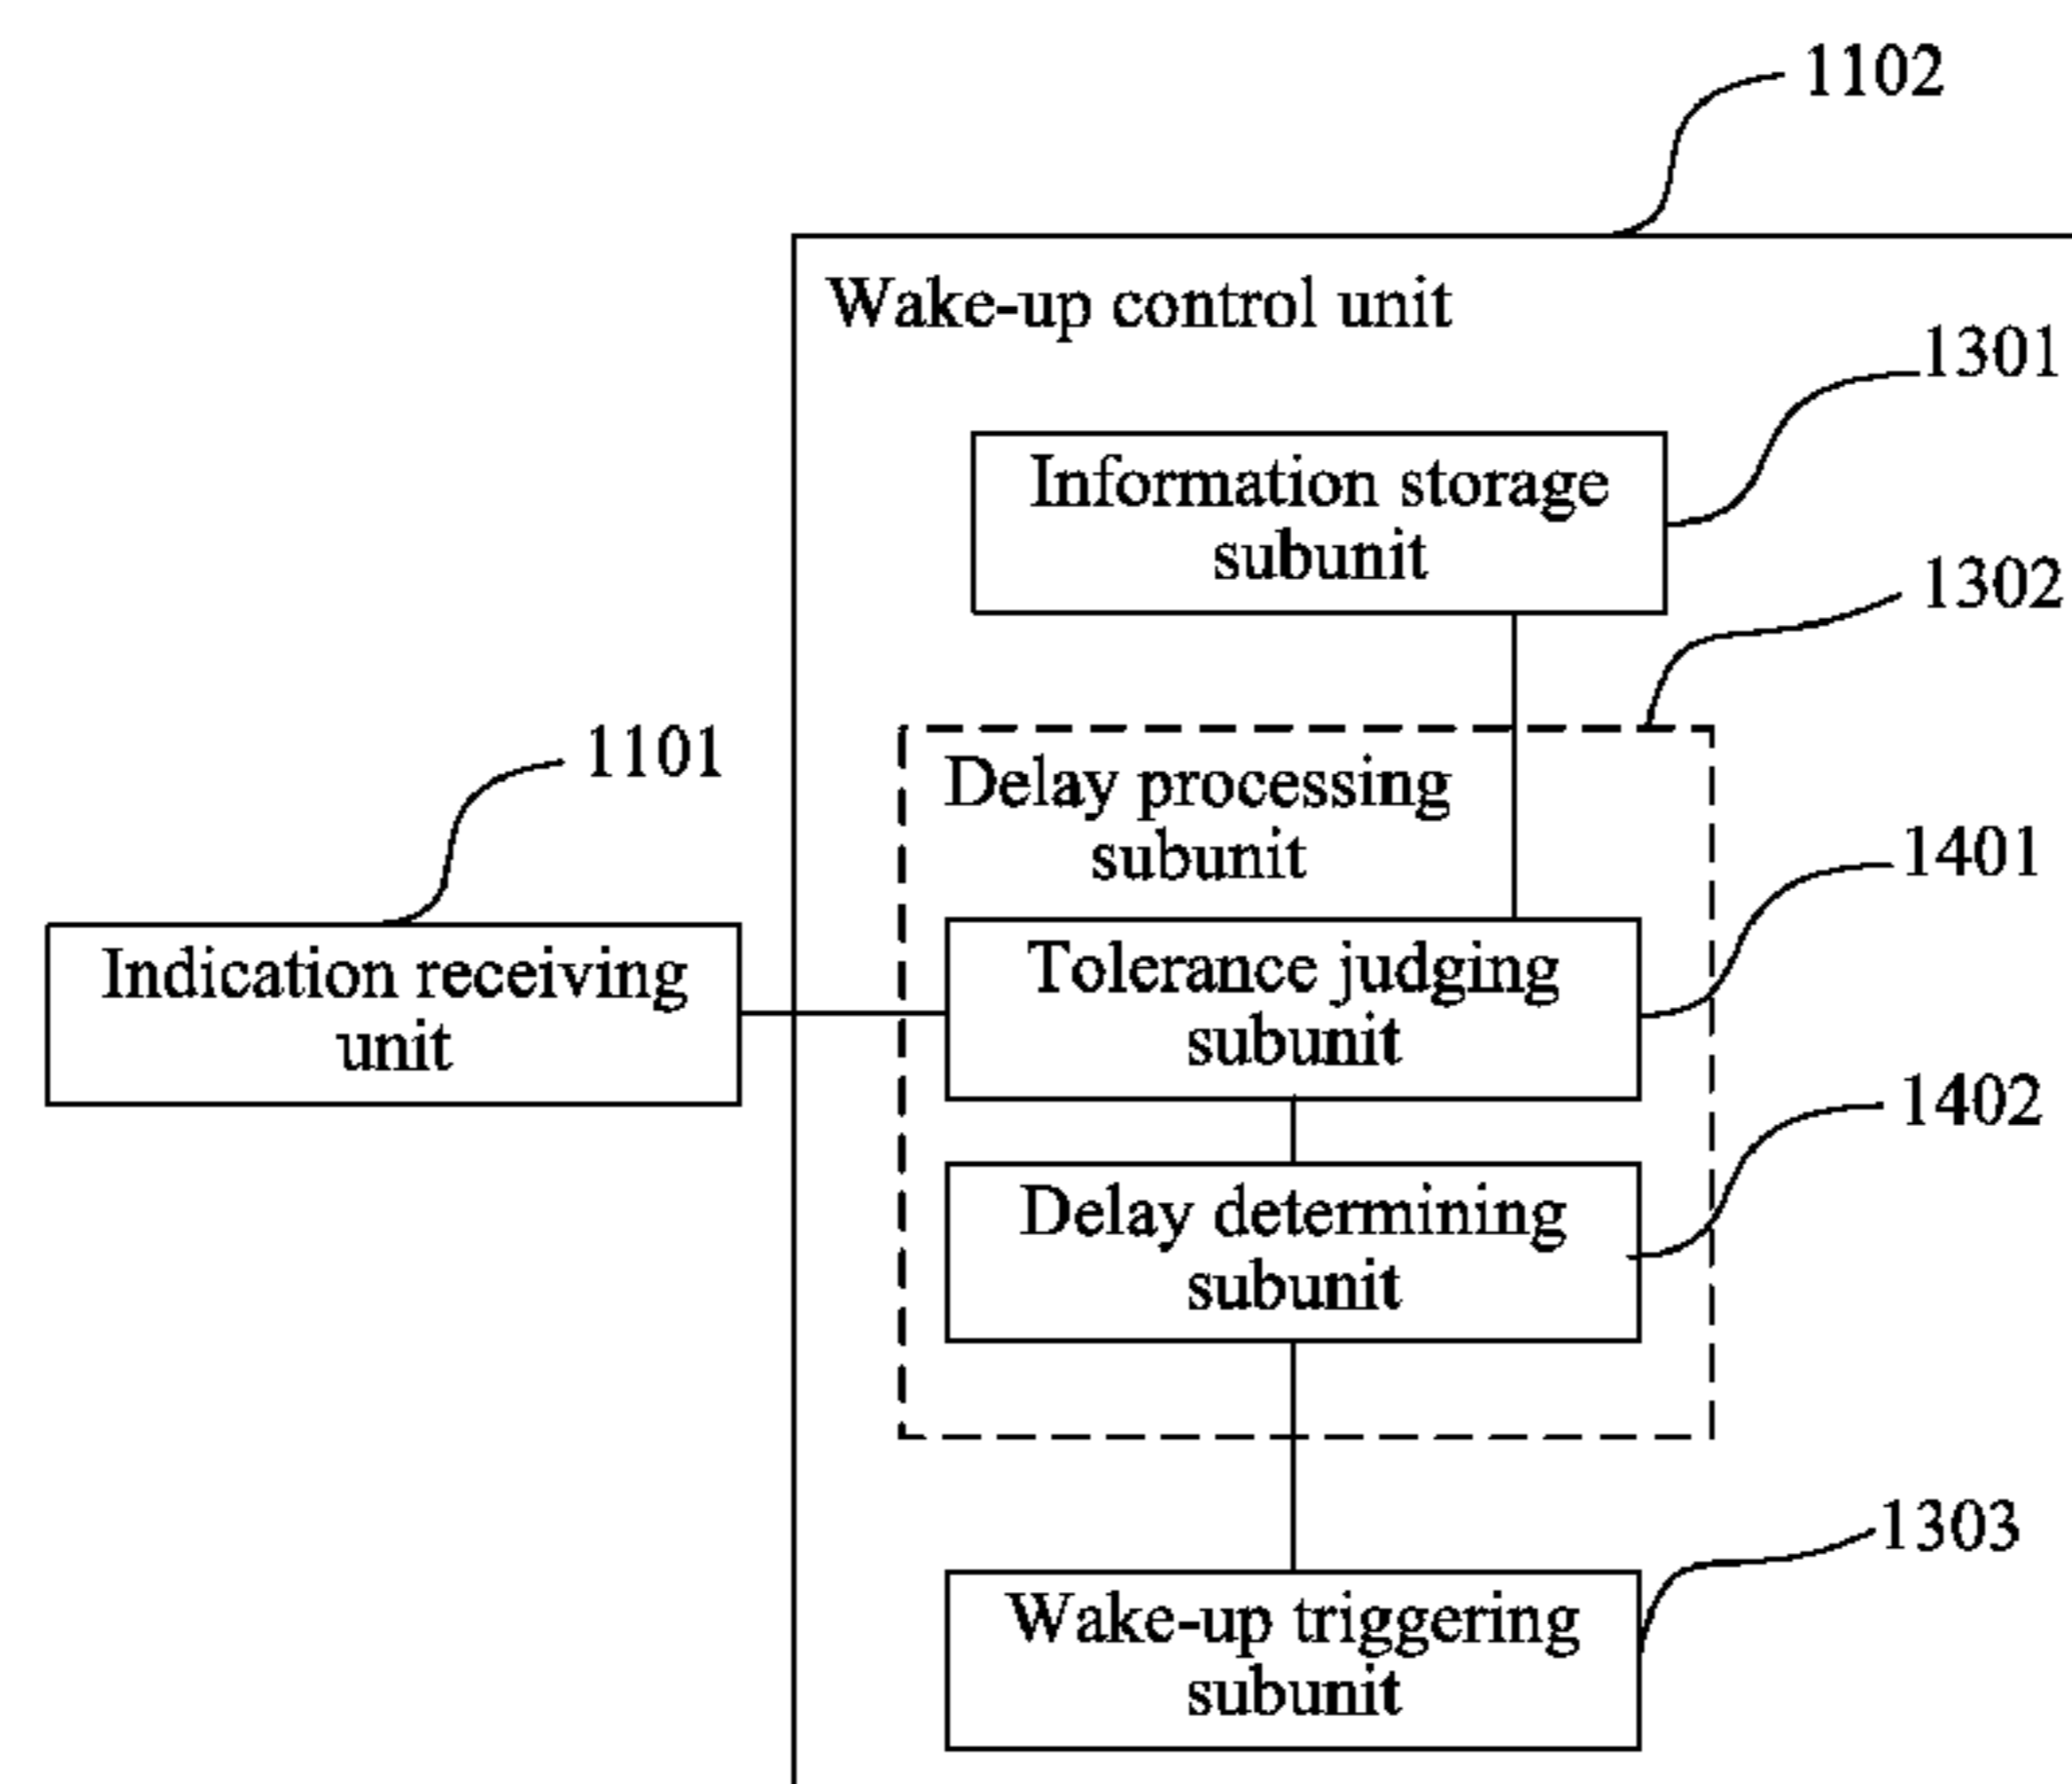 1102
Wake-up control unit
1301
Information storage
subunit
1302
1101
Delay processing
subunit
1401
Indication receiving
unit
Tolerance judging
subunit
1402
Delay determining
subunit
1303
Wake-up triggering
subunit